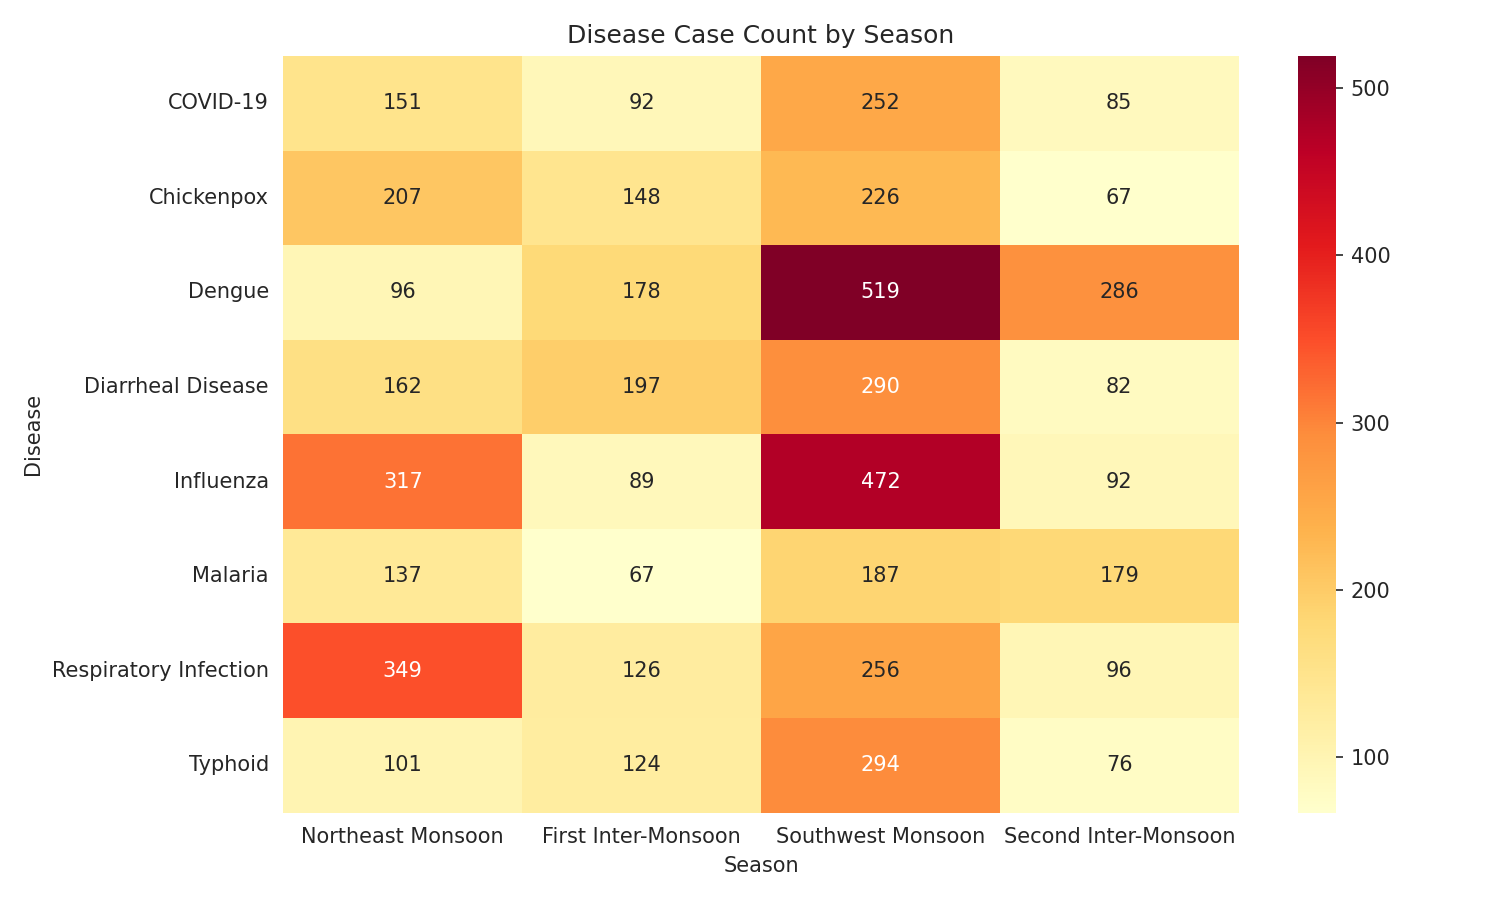 Disease Case Count by Season
COVID-19 151 92 252 85
Chickenpox 207 148 226 67
Dengue 96 178 519 286
Diarrheal Disease 162 197 290 82
Influenza 317 89 472 92
Malaria 137 67 187 179
Respiratory Infection 349 126 256 96
Typhoid 101 124 294 76
Northeast Monsoon First Inter-Monsoon Southwest Monsoon Second Inter-Monsoon
Season
Disease
500
400
300
200
100